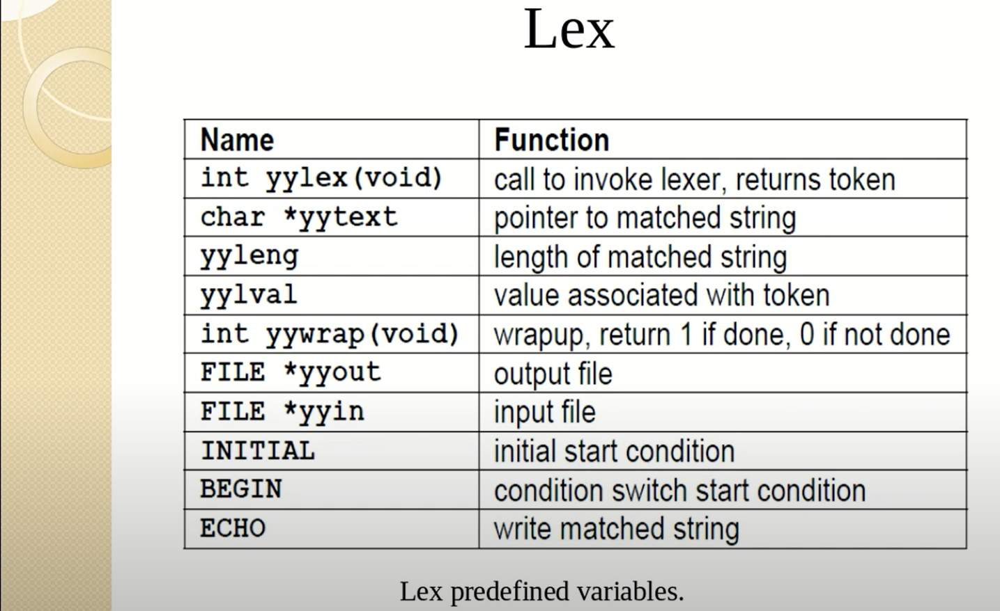 Lex
Name Function
int yylex(void) call to invoke lexer, returns token
char *yytext pointer to matched string
yyleng length of matched string
yylval value associated with token
int yywrap(void) wrapup, return 1 if done, 0 if not done
FILE *yyout output file
FILE *yyin input file
INITIAL initial start condition
BEGIN condition switch start condition
ECHO write matched string
Lex predefined variables.